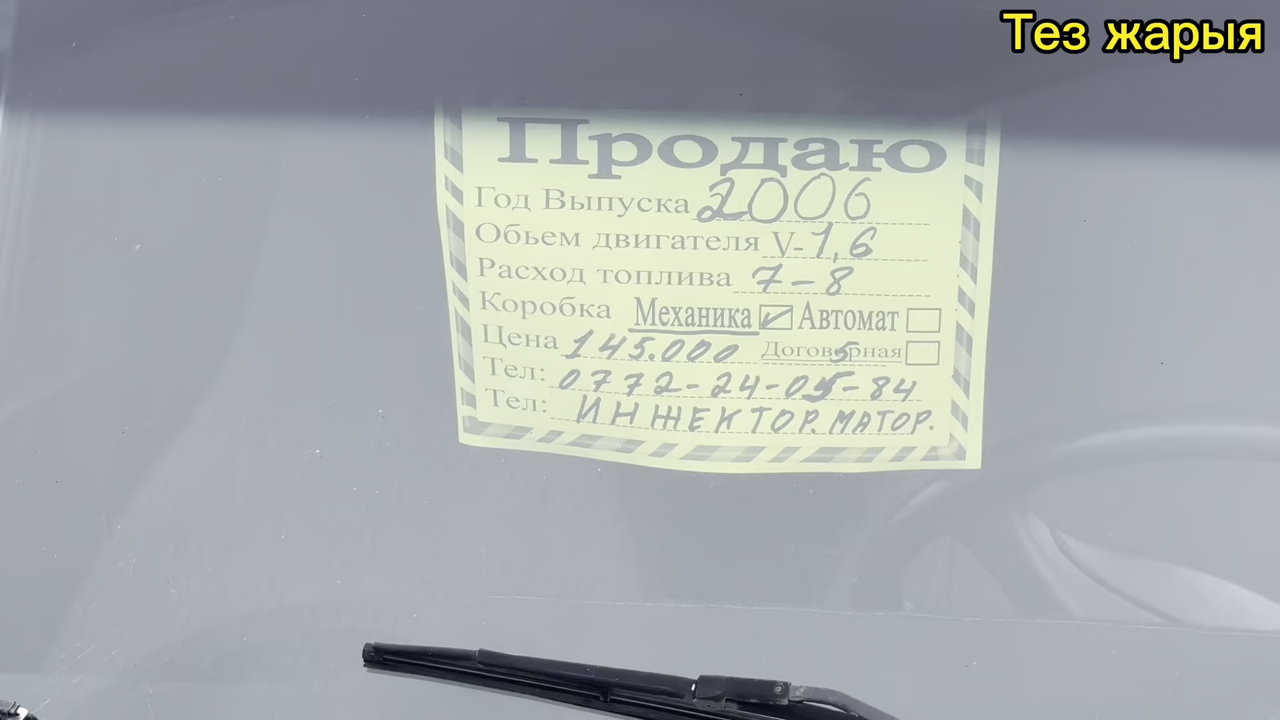 Тез жарыя
Продаю
Год Выпуска 2006
Обьем двигателя V-1,6
Расход топлива 7-8
Коробка Механика Автомат
Цена 145.000 Договорная
Тел: 0772-24-05-84
Тел: ИНЖЕКТОР. МАТОР.